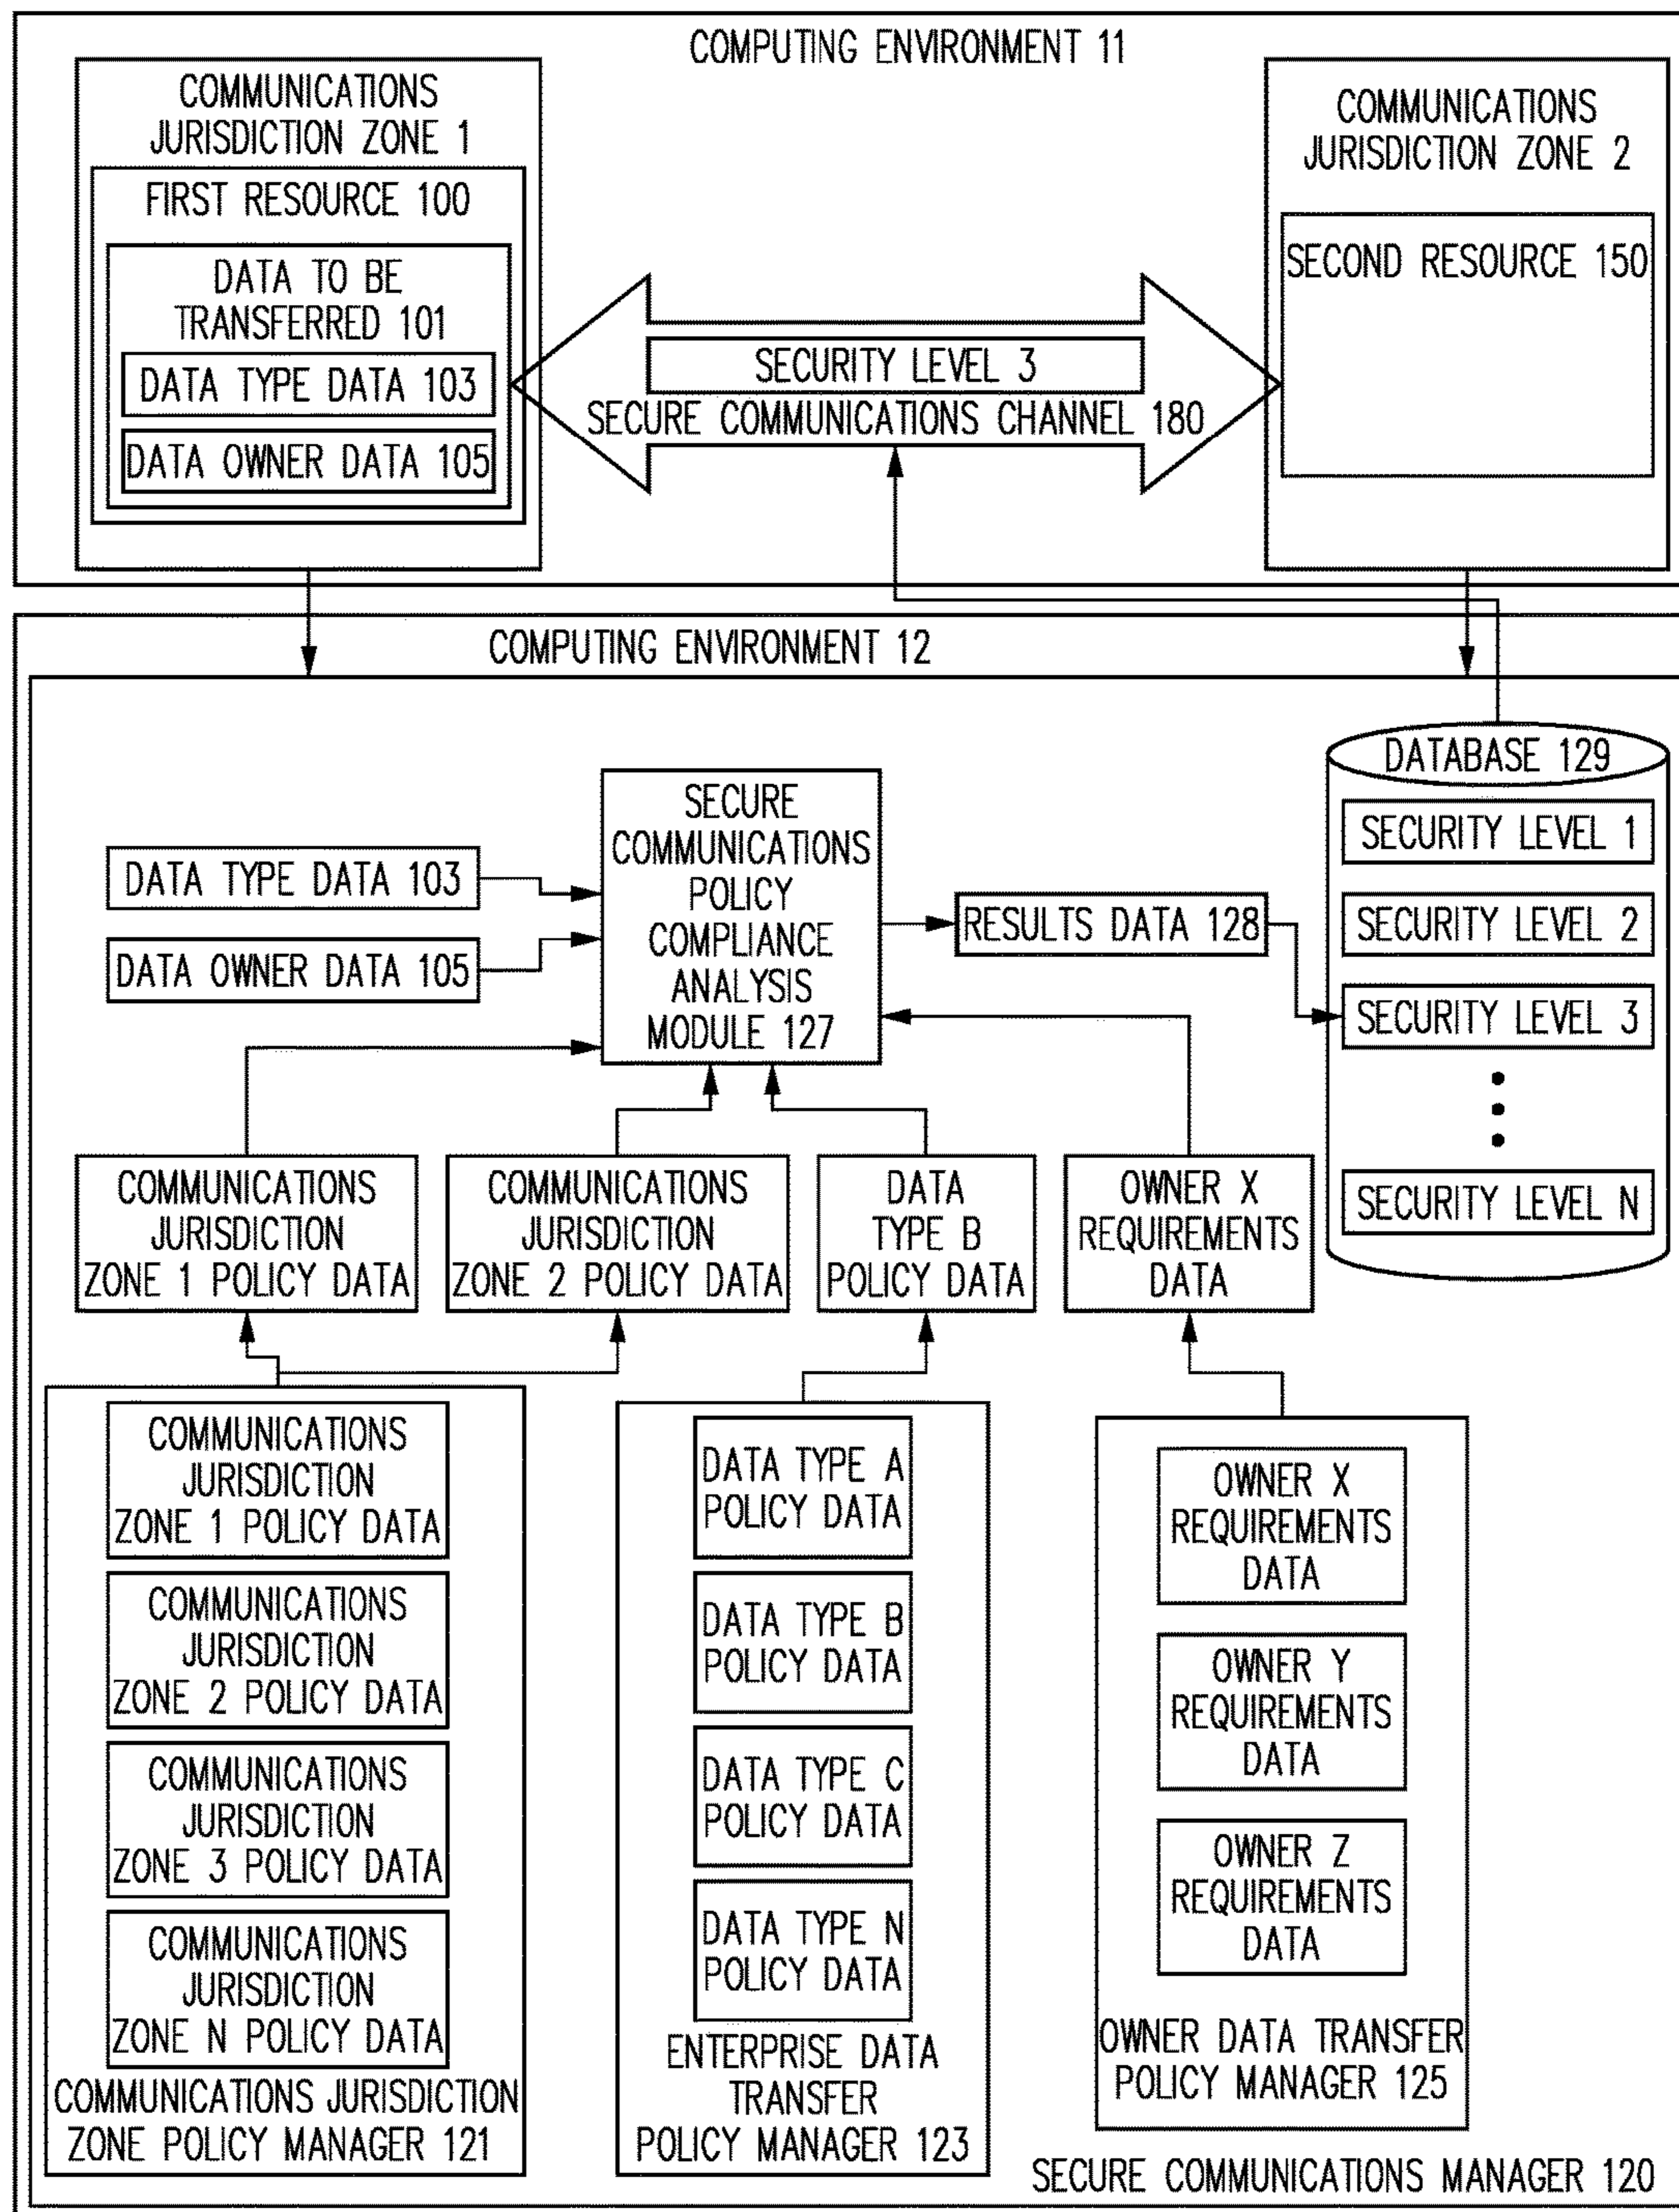 COMPUTING ENVIRONMENT 11
COMMUNICATIONS
JURISDICTION ZONE 1
FIRST RESOURCE 100
DATA TO BE
TRANSFERRED 101
DATA TYPE DATA 103
DATA OWNER DATA 105
SECURITY LEVEL 3
SECURE COMMUNICATIONS CHANNEL 180
COMMUNICATIONS
JURISDICTION ZONE 2
SECOND RESOURCE 150
COMPUTING ENVIRONMENT 12
DATA TYPE DATA 103
DATA OWNER DATA 105
SECURE
COMMUNICATIONS
POLICY
COMPLIANCE
ANALYSIS
MODULE 127
RESULTS DATA 128
DATABASE 129
SECURITY LEVEL 1
SECURITY LEVEL 2
SECURITY LEVEL 3
SECURITY LEVEL N
COMMUNICATIONS
JURISDICTION
ZONE 1 POLICY DATA
COMMUNICATIONS
JURISDICTION
ZONE 2 POLICY DATA
DATA
TYPE B
POLICY DATA
OWNER X
REQUIREMENTS
DATA
COMMUNICATIONS
JURISDICTION
ZONE 1 POLICY DATA
COMMUNICATIONS
JURISDICTION
ZONE 2 POLICY DATA
COMMUNICATIONS
JURISDICTION
ZONE 3 POLICY DATA
COMMUNICATIONS
JURISDICTION
ZONE N POLICY DATA
COMMUNICATIONS JURISDICTION
ZONE POLICY MANAGER 121
DATA TYPE A
POLICY DATA
DATA TYPE B
POLICY DATA
DATA TYPE C
POLICY DATA
DATA TYPE N
POLICY DATA
ENTERPRISE DATA
TRANSFER
POLICY MANAGER 123
OWNER X
REQUIREMENTS
DATA
OWNER Y
REQUIREMENTS
DATA
OWNER Z
REQUIREMENTS
DATA
OWNER DATA TRANSFER
POLICY MANAGER 125
SECURE COMMUNICATIONS MANAGER 120